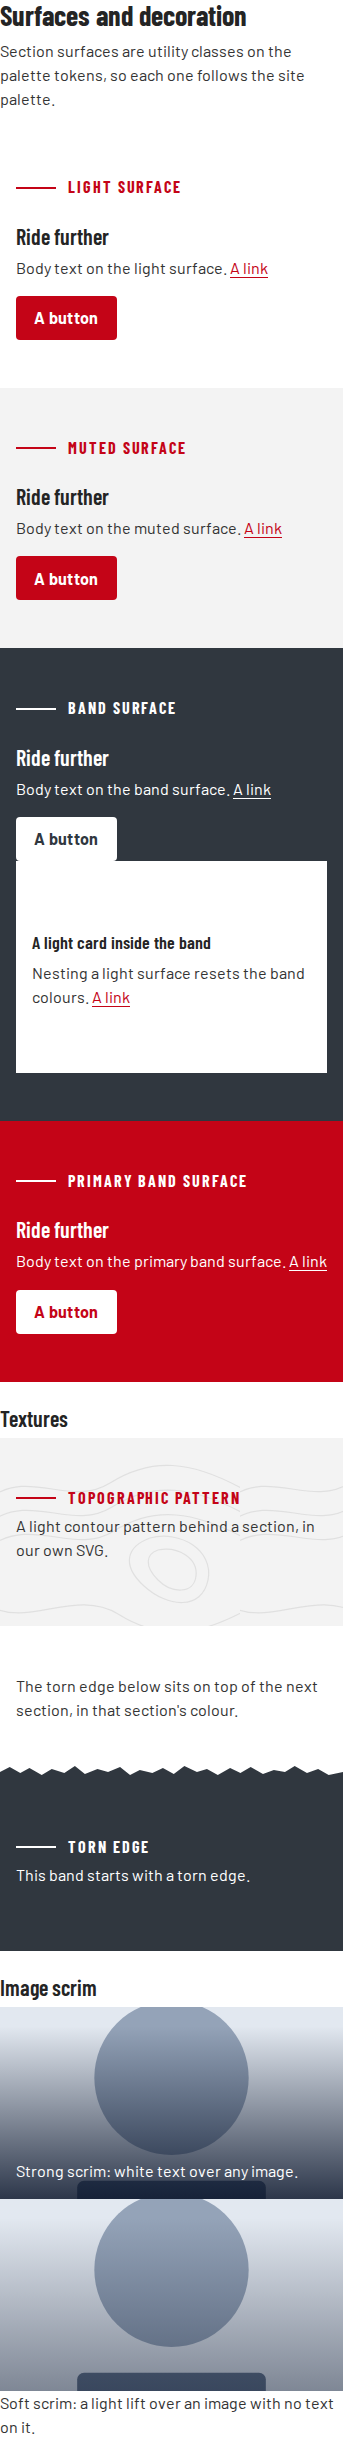 Surfaces and decoration
Section surfaces are utility classes on the
palette tokens, so each one follows the site
palette.
LIGHT SURFACE
Ride further
Body text on the light surface. A link
A button
MUTED SURFACE
Ride further
Body text on the muted surface. A link
A button
BAND SURFACE
Ride further
Body text on the band surface. A link
A button
A light card inside the band
Nesting a light surface resets the band
colours. A link
PRIMARY BAND SURFACE
Ride further
Body text on the primary band surface. A link
A button
Textures
TOPOGRAPHIC PATTERN
A light contour pattern behind a section, in
our own SVG.
The torn edge below sits on top of the next
section, in that section's colour.
TORN EDGE
This band starts with a torn edge.
Image scrim
Strong scrim: white text over any image.
Soft scrim: a light lift over an image with no text
on it.